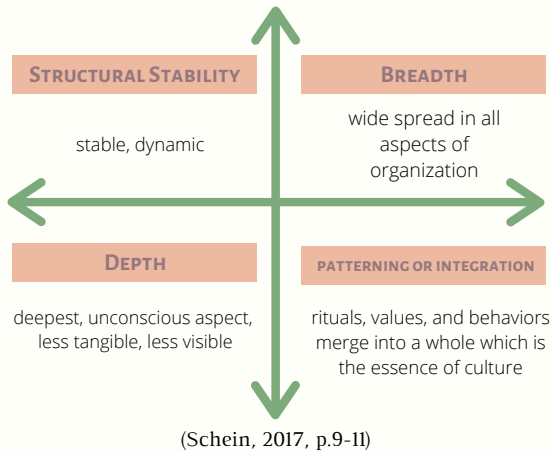 STRUCTURAL STABILITY
stable, dynamic
BREADTH
wide spread in all
aspects of
organization
DEPTH
deepest, unconscious aspect,
less tangible, less visible
PATTERNING OR INTEGRATION
rituals, values, and behaviors
merge into a whole which is
the essence of culture
(Schein, 2017, p.9-11)